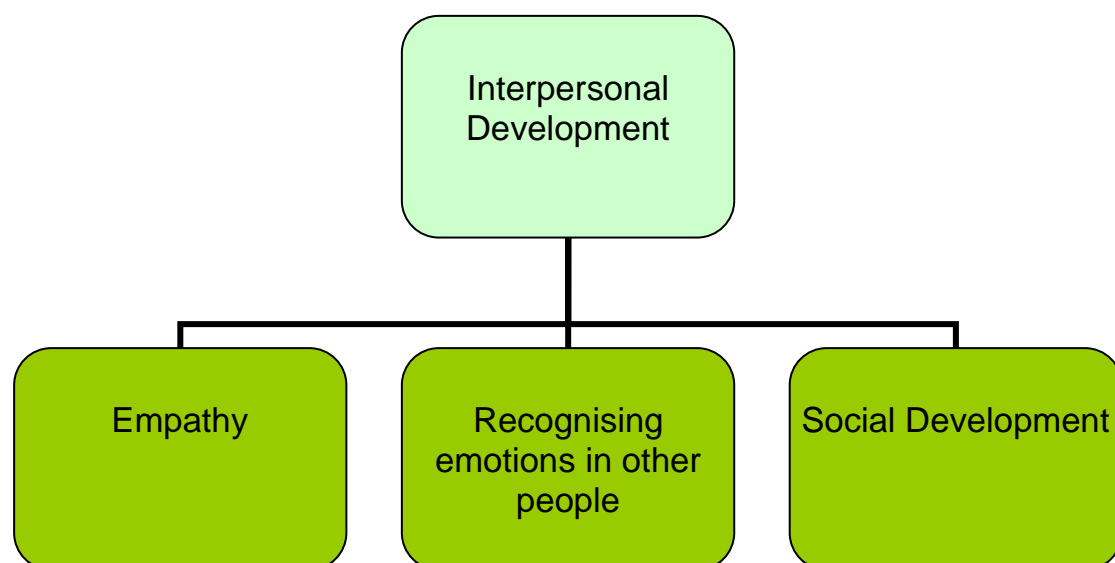 Interpersonal
Development
Empathy
Recognising
emotions in other
people
Social Development